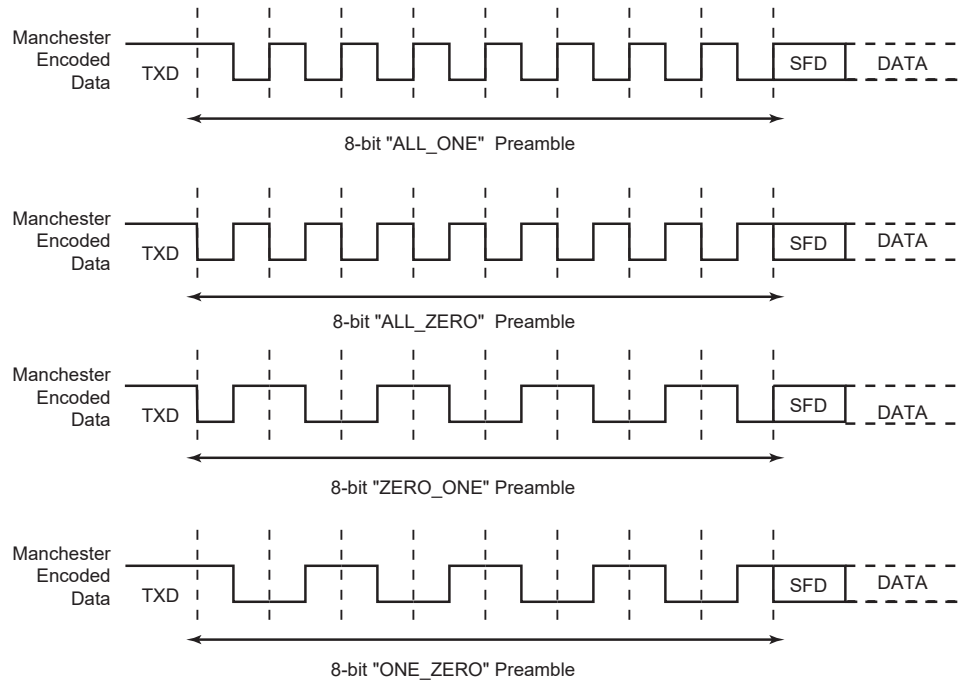 Manchester
Encoded
Data
TXD
SFD
DATA
8-bit "ALL_ONE" Preamble
Manchester
Encoded
Data
TXD
SFD
DATA
8-bit "ALL_ZERO" Preamble
Manchester
Encoded
Data
TXD
SFD
DATA
8-bit "ZERO_ONE" Preamble
Manchester
Encoded
Data
TXD
SFD
DATA
8-bit "ONE_ZERO" Preamble